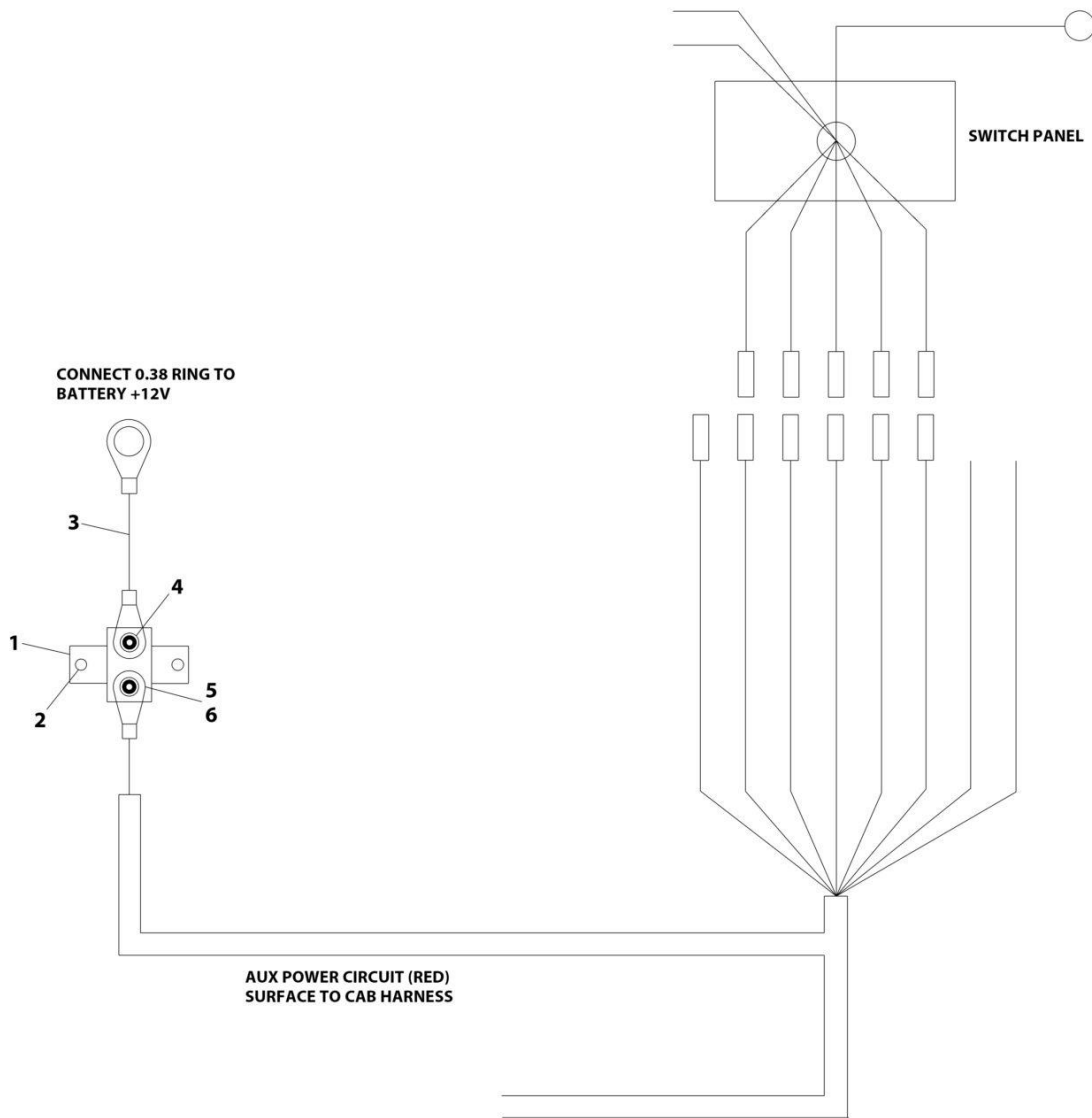 SWITCH PANEL
CONNECT 0.38 RING TO
BATTERY +12V
3
4
1
2
5
6
AUX POWER CIRCUIT (RED)
SURFACE TO CAB HARNESS